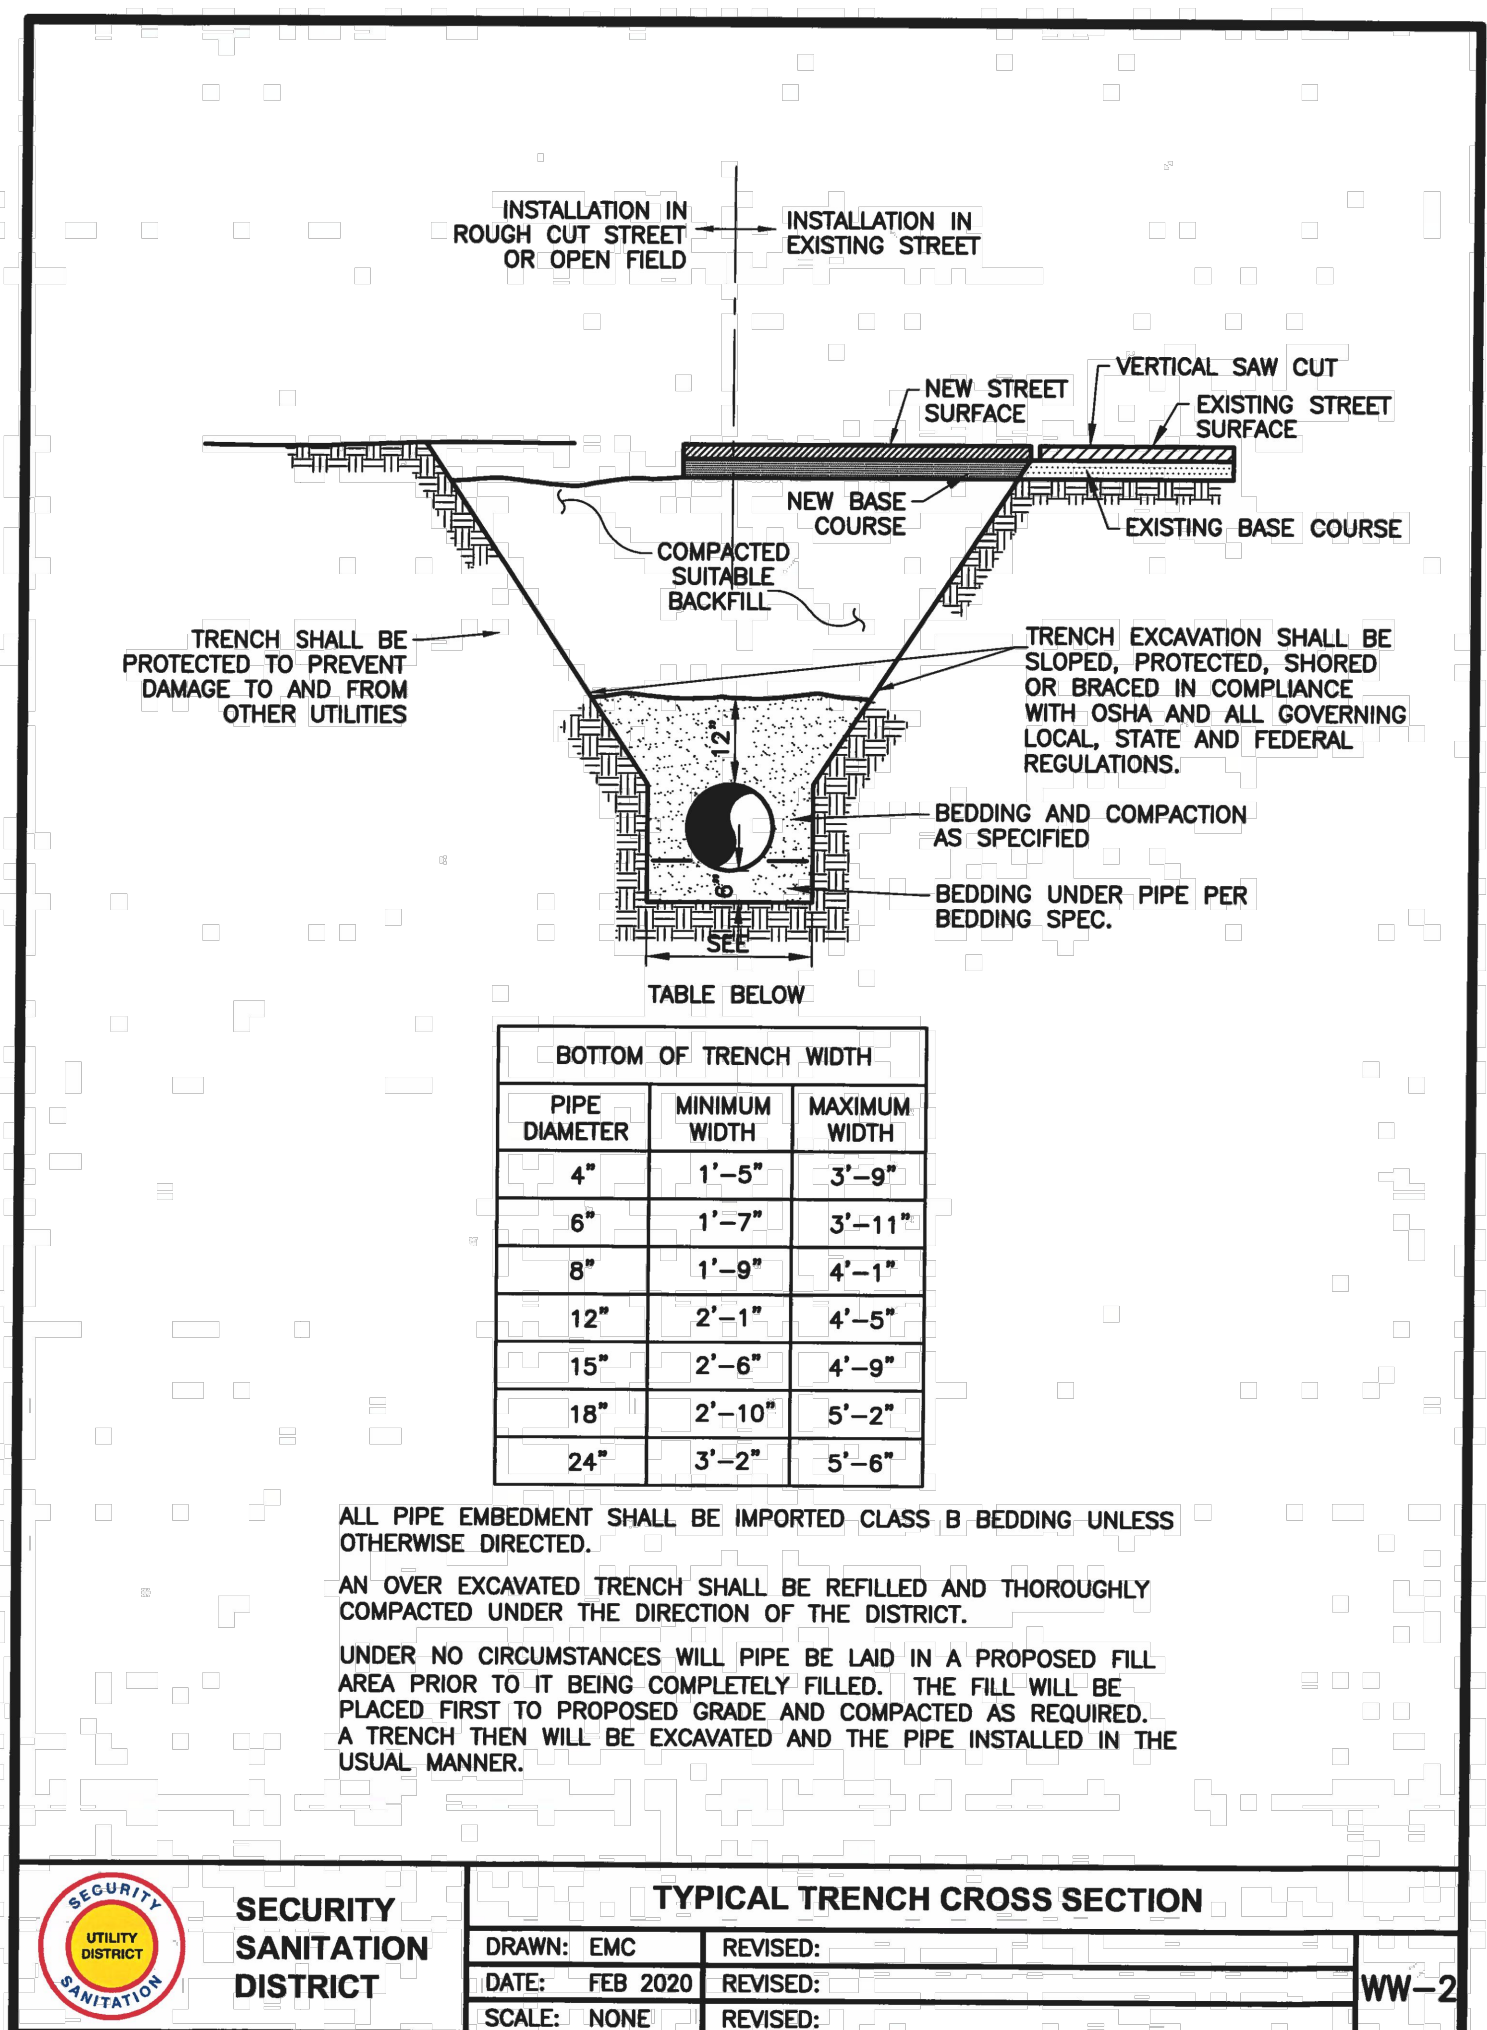 INSTALLATION IN
ROUGH CUT STREET
OR OPEN FIELD
INSTALLATION IN
EXISTING STREET
VERTICAL SAW CUT
NEW STREET
SURFACE
EXISTING STREET
SURFACE
NEW BASE
COURSE
EXISTING BASE COURSE
COMPACTED
SUITABLE
BACKFILL
TRENCH SHALL BE
PROTECTED TO PREVENT
DAMAGE TO AND FROM
OTHER UTILITIES
TRENCH EXCAVATION SHALL BE
SLOPED, PROTECTED, SHORED
OR BRACED IN COMPLIANCE
WITH OSHA AND ALL GOVERNING
LOCAL, STATE AND FEDERAL
REGULATIONS.
12"
BEDDING AND COMPACTION
AS SPECIFIED
6"
BEDDING UNDER PIPE PER
BEDDING SPEC.
SEE
TABLE BELOW
BOTTOM OF TRENCH WIDTH
PIPE DIAMETER MINIMUM WIDTH MAXIMUM WIDTH
4" 1'-5" 3'-9"
6" 1'-7" 3'-11"
8" 1'-9" 4'-1"
12" 2'-1" 4'-5"
15" 2'-6" 4'-9"
18" 2'-10" 5'-2"
24" 3'-2" 5'-6"
ALL PIPE EMBEDMENT SHALL BE IMPORTED CLASS B BEDDING UNLESS
OTHERWISE DIRECTED.
AN OVER EXCAVATED TRENCH SHALL BE REFILLED AND THOROUGHLY
COMPACTED UNDER THE DIRECTION OF THE DISTRICT.
UNDER NO CIRCUMSTANCES WILL PIPE BE LAID IN A PROPOSED FILL
AREA PRIOR TO IT BEING COMPLETELY FILLED. THE FILL WILL BE
PLACED FIRST TO PROPOSED GRADE AND COMPACTED AS REQUIRED.
A TRENCH THEN WILL BE EXCAVATED AND THE PIPE INSTALLED IN THE
USUAL MANNER.
SECURITY
UTILITY
DISTRICT
SANITATION
SECURITY
SANITATION
DISTRICT
TYPICAL TRENCH CROSS SECTION
DRAWN: EMC REVISED:
DATE: FEB 2020 REVISED:
SCALE: NONE REVISED:
WW-2